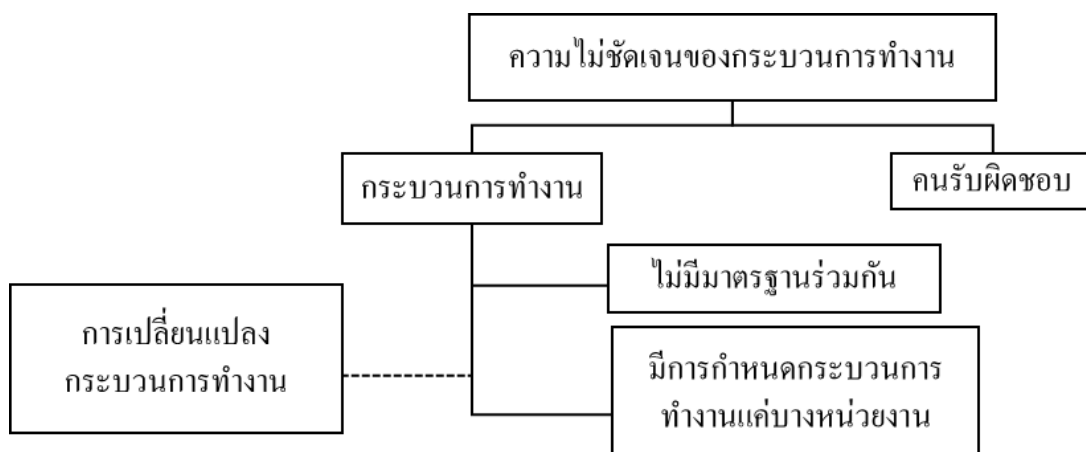 ความไม่ชัดเจนของกระบวนการทำงาน
กระบวนการทำงาน
คนรับผิดชอบ
ไม่มีมาตรฐานร่วมกัน
การเปลี่ยนแปลง
กระบวนการทำงาน
มีการกำหนดกระบวนการ
ทำงานแค่บางหน่วยงาน